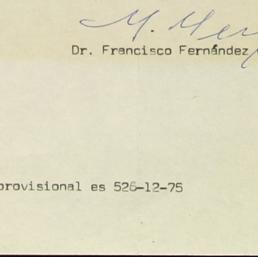 Dr. Francisco Fernández
provisional es 526-12-75